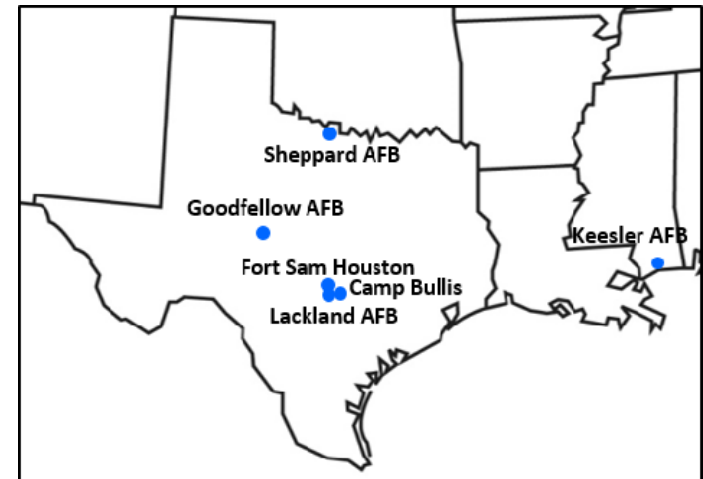 Sheppard AFB
Goodfellow AFB
Keesler AFB
Fort Sam Houston
Camp Bullis
Lackland AFB